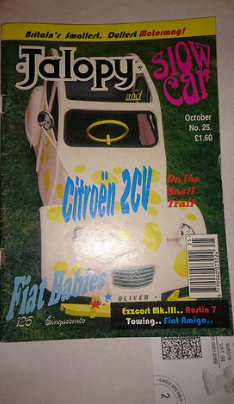 Britain's Smallest, Dullest Motormag!
Jalopy
and
SLOW
CAR
October
No. 25.
£1.60
Citroën 2CV
On the
Snail
Trail
Fiat Babies
126 Cinquecento
OLIVER
Exxcort Mk.III.. Austin 7
Towing.. Fiat Amigo..
2